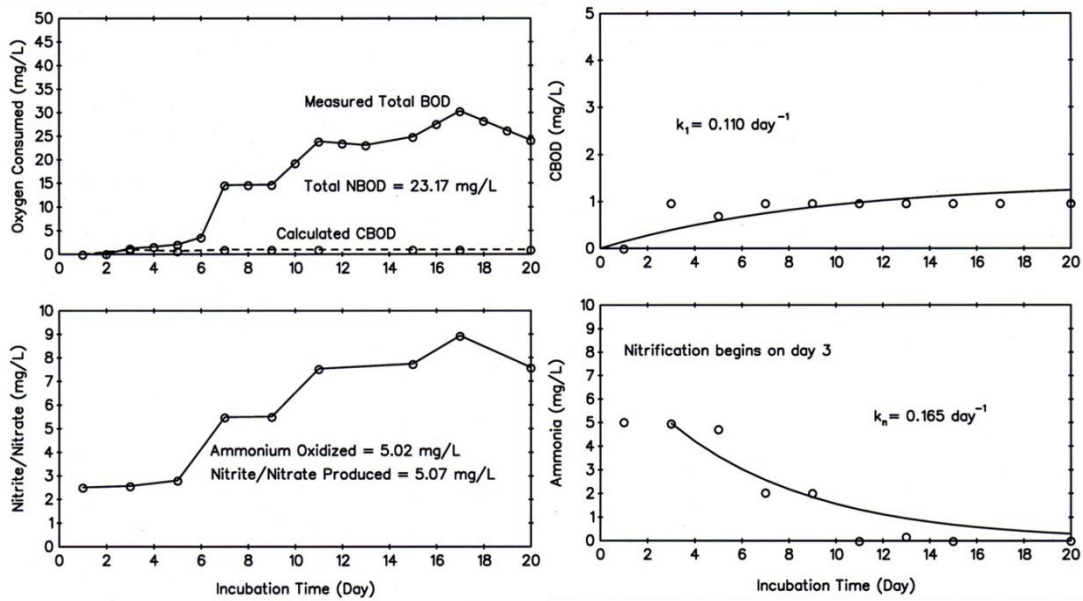 Oxygen Consumed (mg/L)
50
45
40
35
30
25
20
15
10
5
0
Measured Total BOD
Total NBOD = 23.17 mg/L
Calculated CBOD
0 2 4 6 8 10 12 14 16 18 20
CBOD (mg/L)
5
4
3
2
1
0
k₁= 0.110 day⁻¹
0 2 4 6 8 10 12 14 16 18 20
Nitrite/Nitrate (mg/L)
10
9
8
7
6
5
4
3
2
1
0
Ammonium Oxidized = 5.02 mg/L
Nitrite/Nitrate Produced = 5.07 mg/L
0 2 4 6 8 10 12 14 16 18 20
Incubation Time (Day)
Ammonia (mg/L)
10
9
8
7
6
5
4
3
2
1
0
Nitrification begins on day 3
kₙ= 0.165 day⁻¹
0 2 4 6 8 10 12 14 16 18 20
Incubation Time (Day)